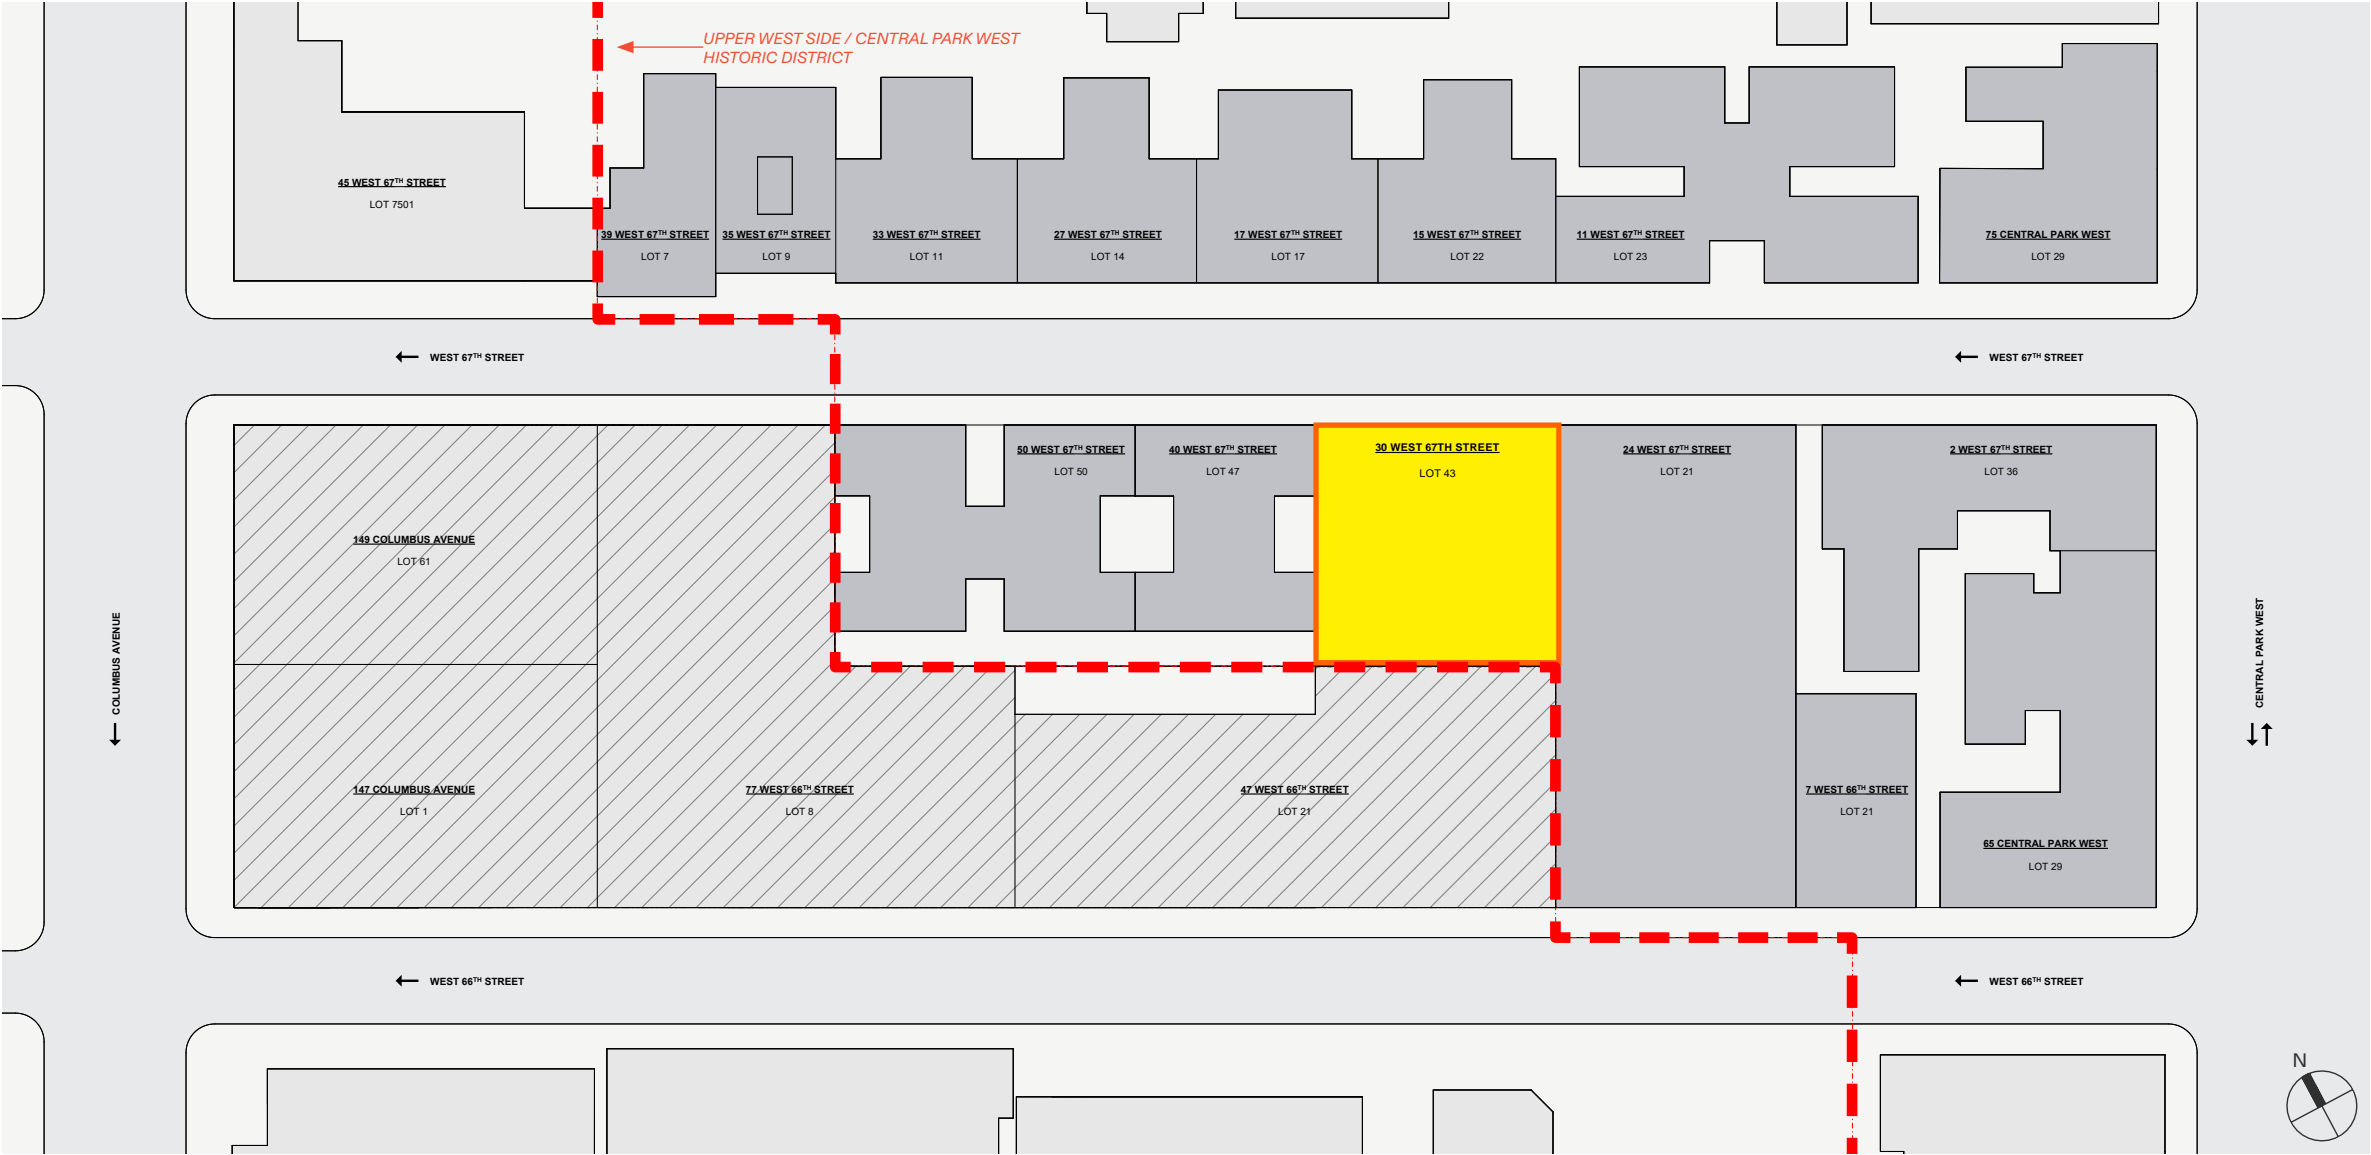 UPPER WEST SIDE / CENTRAL PARK WEST
HISTORIC DISTRICT
45 WEST 67TH STREET
LOT 7501
39 WEST 67TH STREET
LOT 7
35 WEST 67TH STREET
LOT 9
33 WEST 67TH STREET
LOT 11
27 WEST 67TH STREET
LOT 14
17 WEST 67TH STREET
LOT 17
15 WEST 67TH STREET
LOT 22
11 WEST 67TH STREET
LOT 23
75 CENTRAL PARK WEST
LOT 29
WEST 67TH STREET
WEST 67TH STREET
50 WEST 67TH STREET
LOT 50
40 WEST 67TH STREET
LOT 47
30 WEST 67TH STREET
LOT 43
24 WEST 67TH STREET
LOT 21
2 WEST 67TH STREET
LOT 36
149 COLUMBUS AVENUE
LOT 61
COLUMBUS AVENUE
CENTRAL PARK WEST
147 COLUMBUS AVENUE
LOT 1
77 WEST 66TH STREET
LOT 8
47 WEST 66TH STREET
LOT 21
7 WEST 66TH STREET
LOT 21
65 CENTRAL PARK WEST
LOT 29
WEST 66TH STREET
WEST 66TH STREET
N